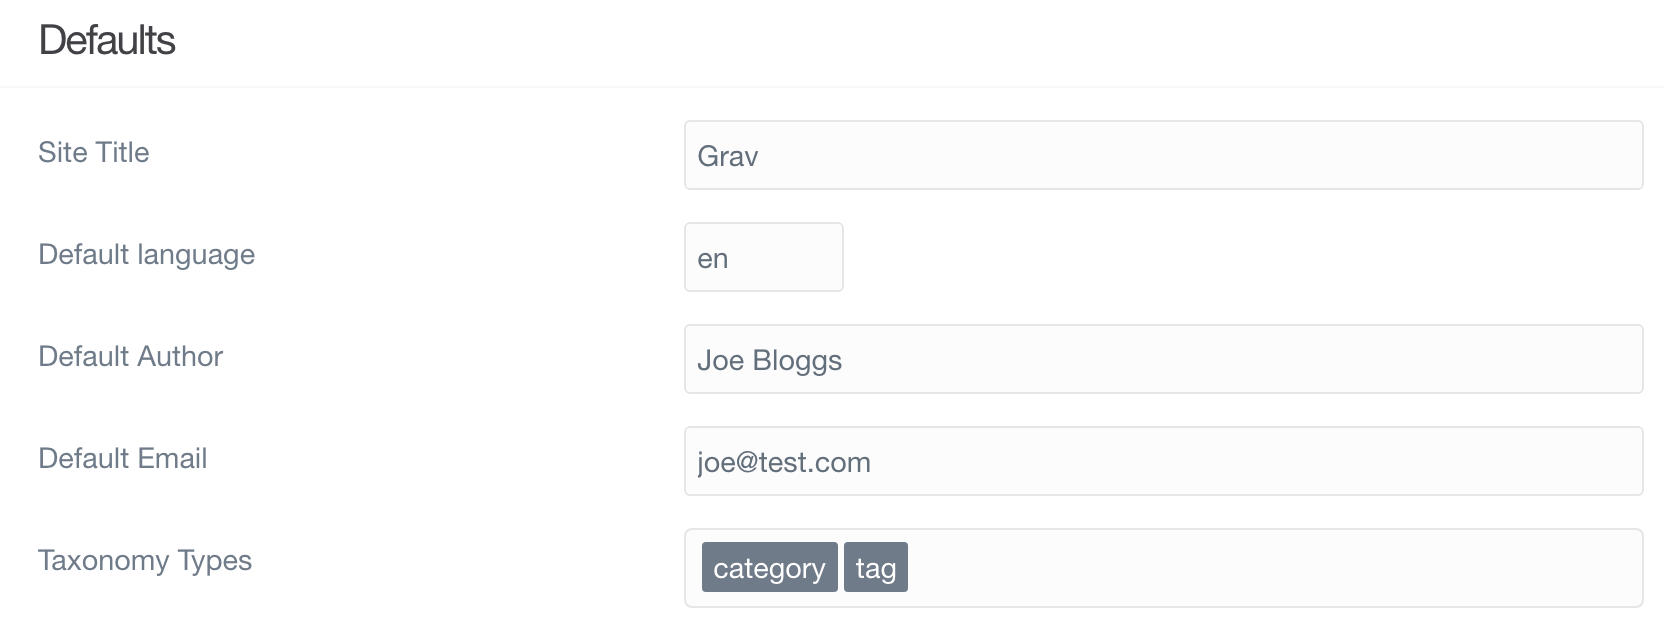 Defaults
Site Title
Grav
Default language
en
Default Author
Joe Bloggs
Default Email
joe@test.com
Taxonomy Types
category tag